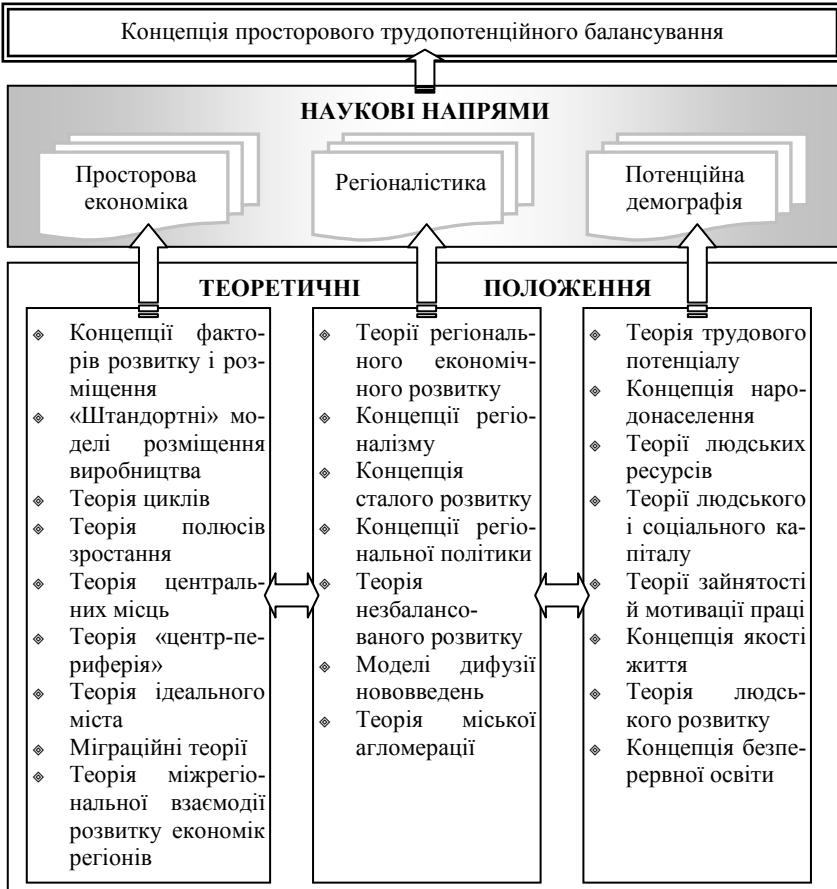 Концепція просторового трудопотенційного балансування
НАУКОВІ НАПРЯМИ
Просторова
економіка
Регіоналістика
Потенційна
демографія
ТЕОРЕТИЧНІ ПОЛОЖЕННЯ
Концепції факто-
рів розвитку і роз-
міщення
«Штандортні» мо-
делі розміщення
виробництва
Теорія циклів
Теорія полюсів
зростання
Теорія централь-
них місць
Теорія «центр-пе-
риферія»
Теорія ідеального
міста
Міграційні теорії
Теорія міжрегіо-
нальної взаємодії
розвитку економік
регіонів
Теорії регіональ-
ного економіч-
ного розвитку
Концепції регіо-
налізму
Концепція
сталого розвитку
Концепції регіо-
нальної політики
Теорія
незбалансо-
ваного розвитку
Моделі дифузії
нововведень
Теорія міської
агломерації
Теорія трудового
потенціалу
Концепція наро-
донаселення
Теорії людських
ресурсів
Теорії людського
і соціального ка-
піталу
Теорії зайнятості
й мотивації праці
Концепція якості
життя
Теорія людсь-
кого розвитку
Концепція безпе-
рервної освіти